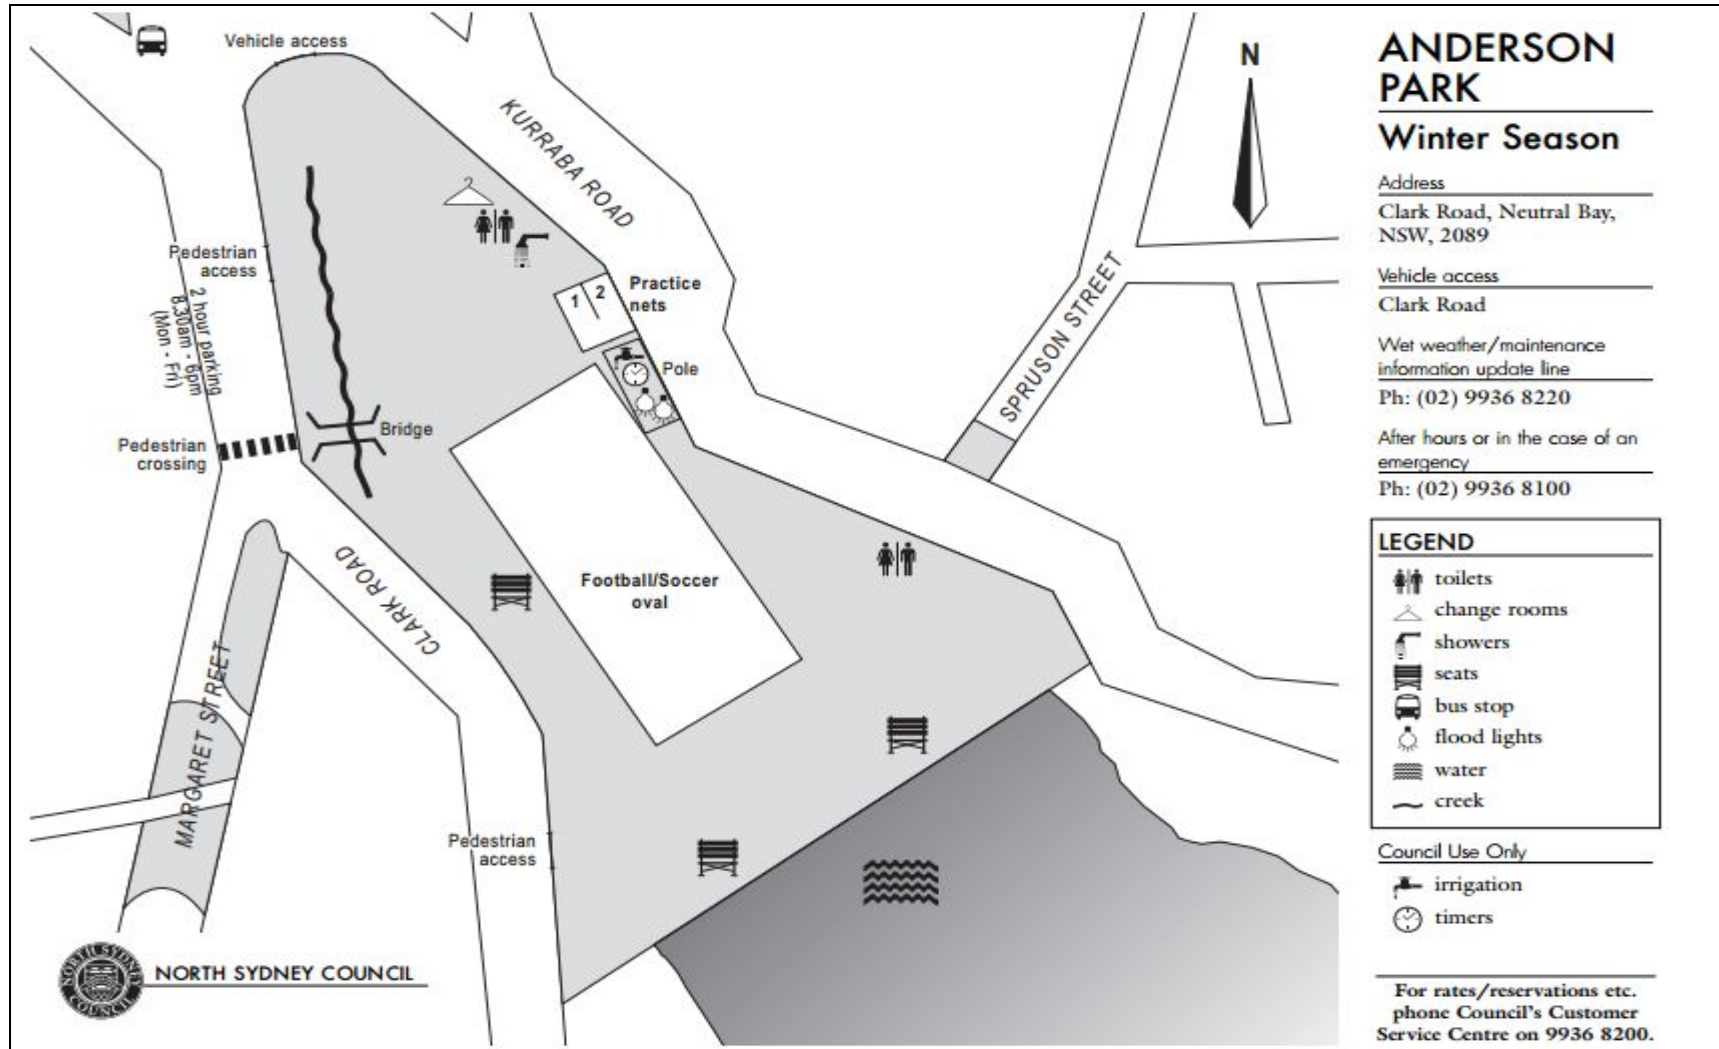 Vehicle access
KURRABA ROAD
N
Pedestrian
access
2 hour parking
8.30am - 6pm
(Mon - Fri)
Practice
nets
1
2
Pole
SPRUSON STREET
Bridge
Pedestrian
crossing
CLARK ROAD
Football/Soccer
oval
MARGARET STREET
Pedestrian
access
NORTH SYDNEY
COUNCIL
NORTH SYDNEY COUNCIL
ANDERSON
PARK
Winter Season
Address
Clark Road, Neutral Bay,
NSW, 2089
Vehicle access
Clark Road
Wet weather/maintenance
information update line
Ph: (02) 9936 8220
After hours or in the case of an
emergency
Ph: (02) 9936 8100
LEGEND
toilets
change rooms
showers
seats
bus stop
flood lights
water
creek
Council Use Only
irrigation
timers
For rates/reservations etc.
phone Council's Customer
Service Centre on 9936 8200.